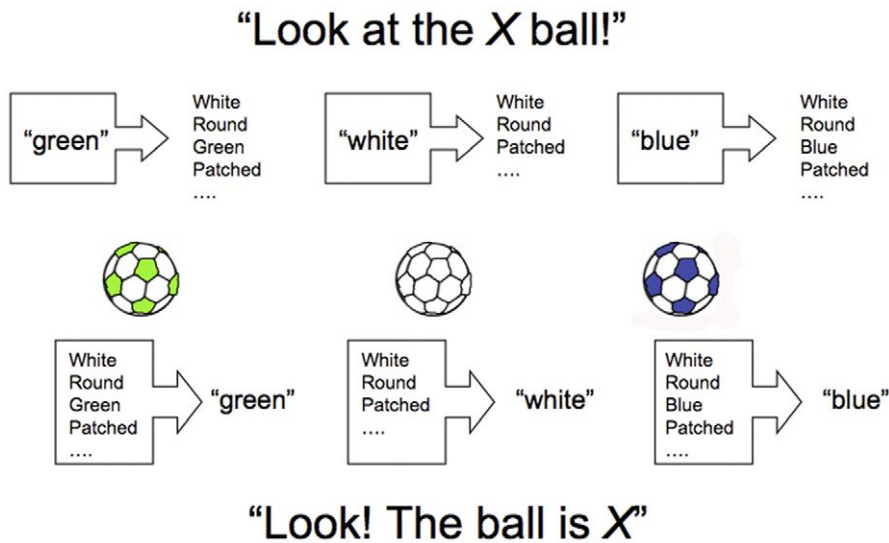 “Look at the X ball!”
“green”
White
Round
Green
Patched
....
“white”
White
Round
Patched
....
“blue”
White
Round
Blue
Patched
....
White
Round
Green
Patched
....
“green”
White
Round
Patched
....
“white”
White
Round
Blue
Patched
....
“blue”
“Look! The ball is X”